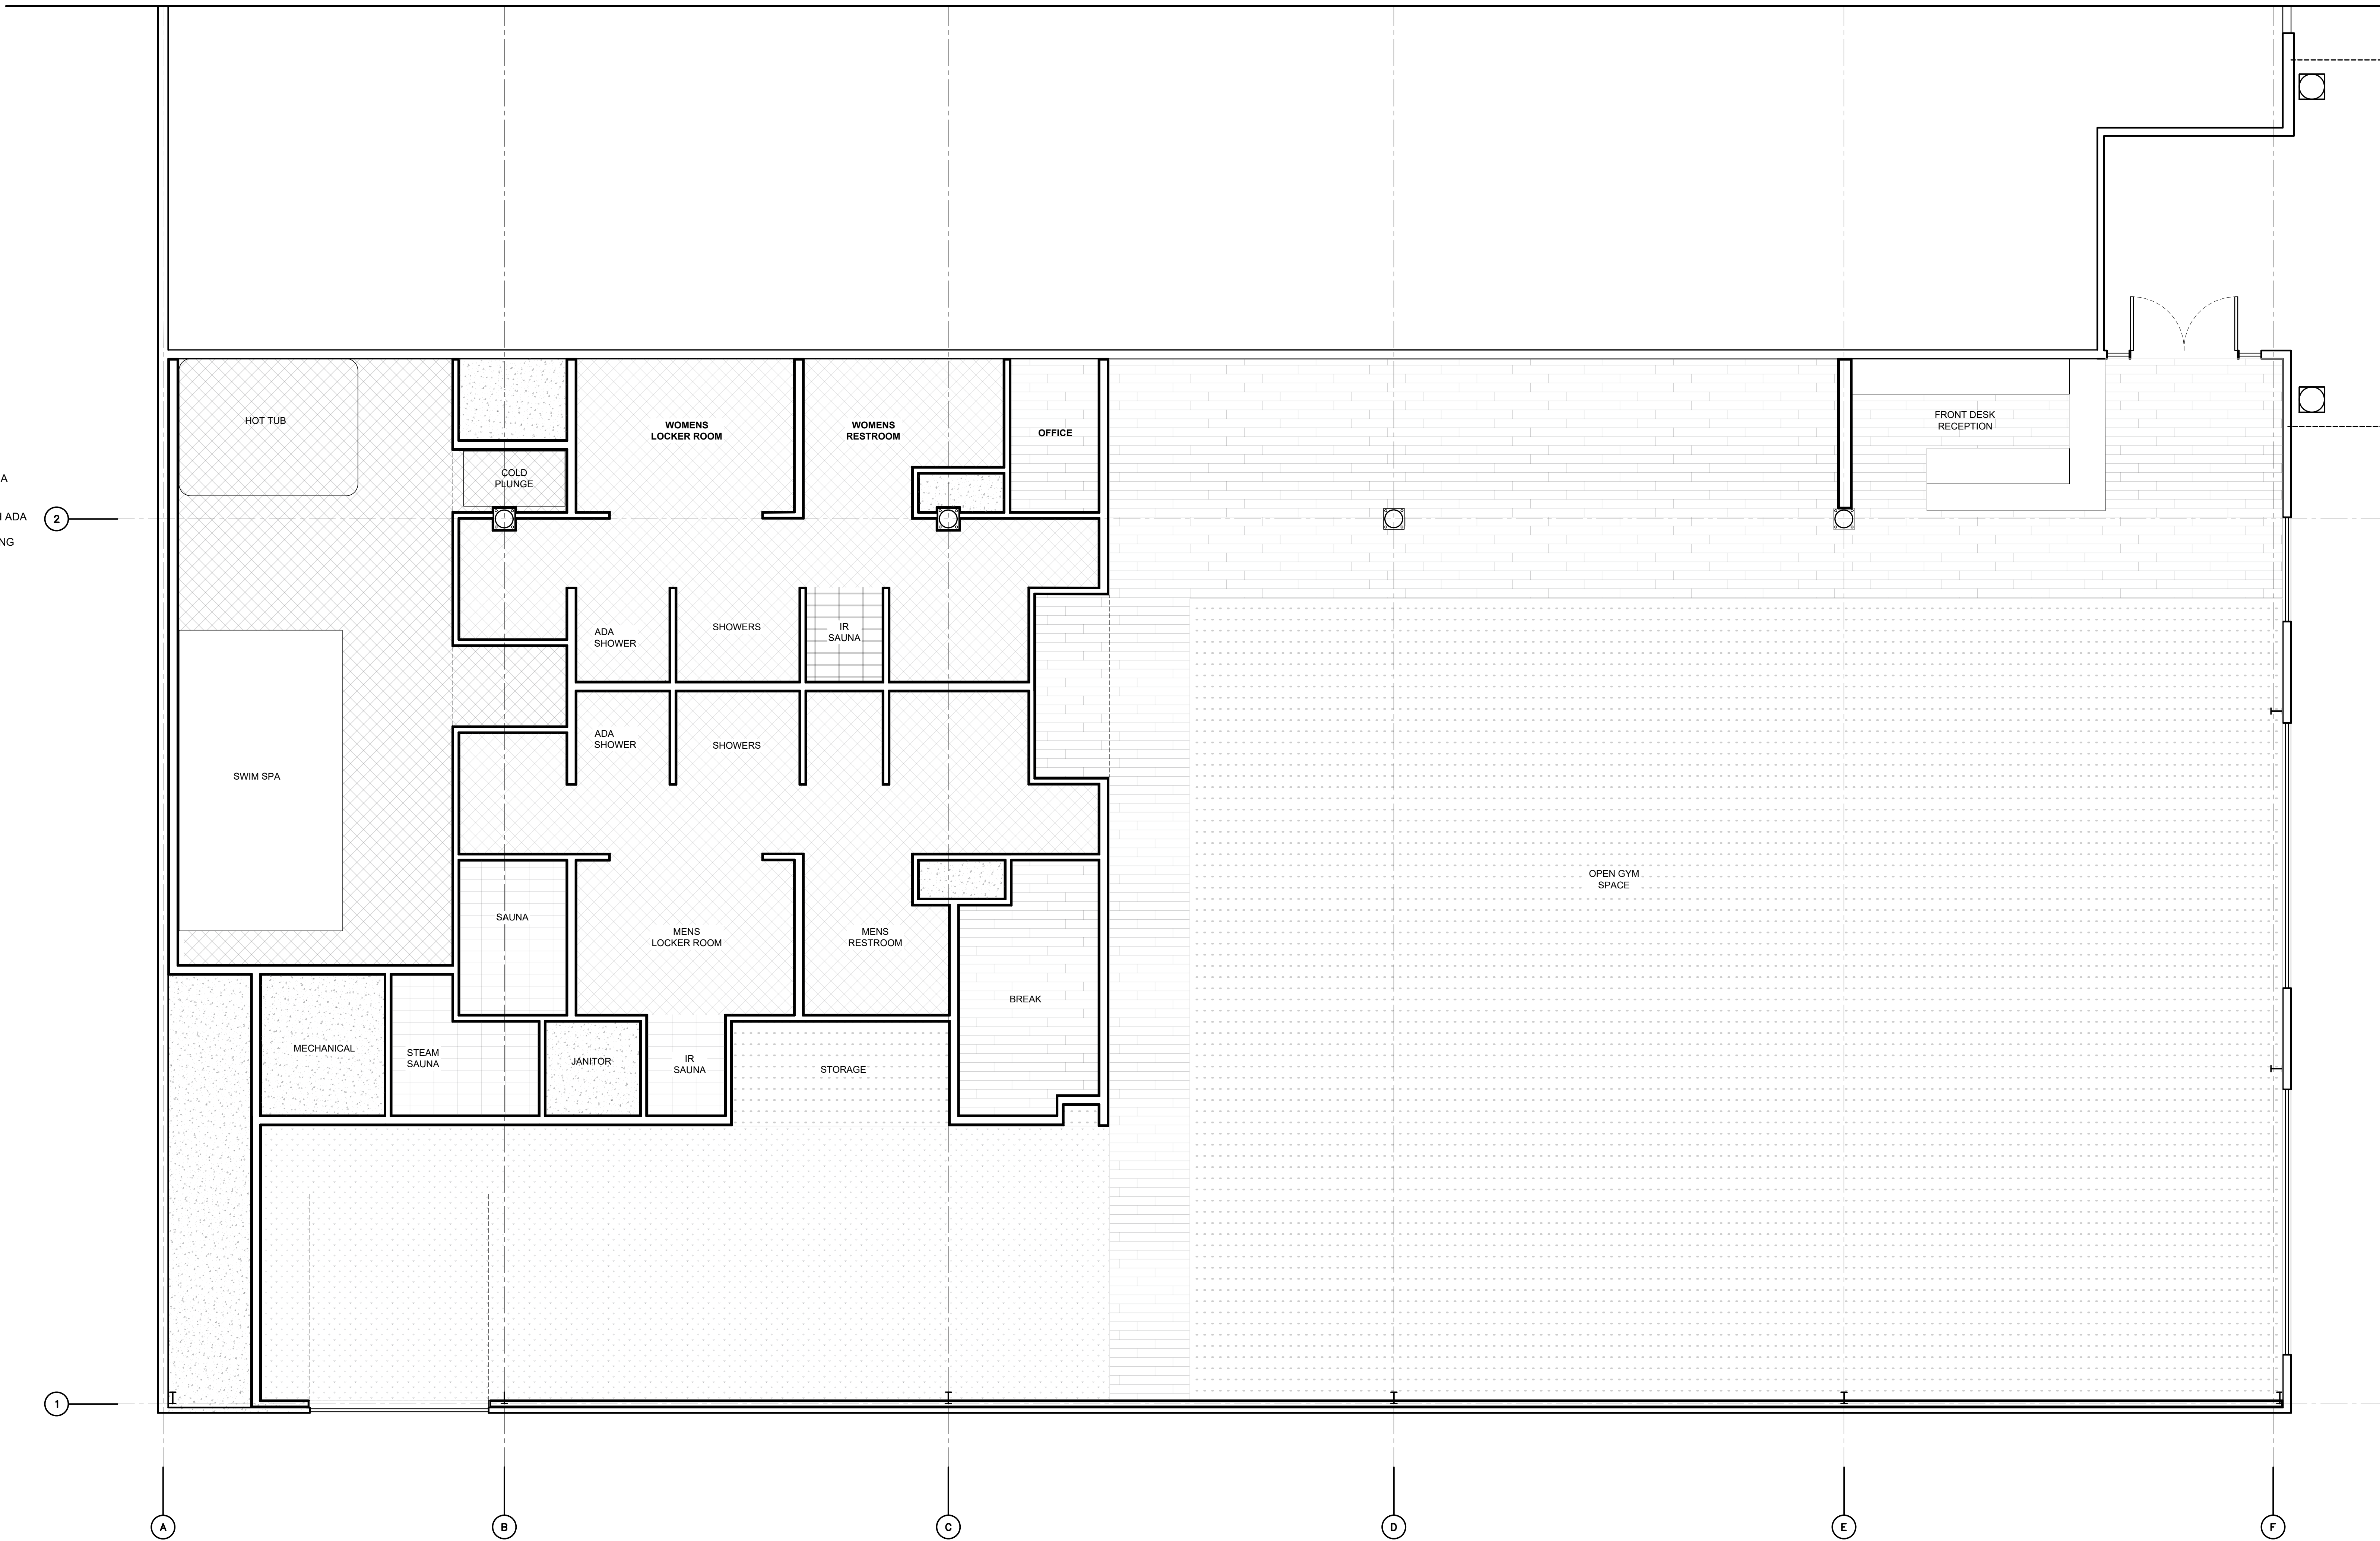 HOT TUB
WOMENS
LOCKER ROOM
WOMENS
RESTROOM
OFFICE
FRONT DESK
RECEPTION
COLD
PLUNGE
A
ADA
NG
2
ADA
SHOWER
SHOWERS
IR
SAUNA
ADA
SHOWER
SHOWERS
SWIM SPA
OPEN GYM
SPACE
SAUNA
MENS
LOCKER ROOM
MENS
RESTROOM
BREAK
MECHANICAL
STEAM
SAUNA
JANITOR
IR
SAUNA
STORAGE
1
A
B
C
D
E
F